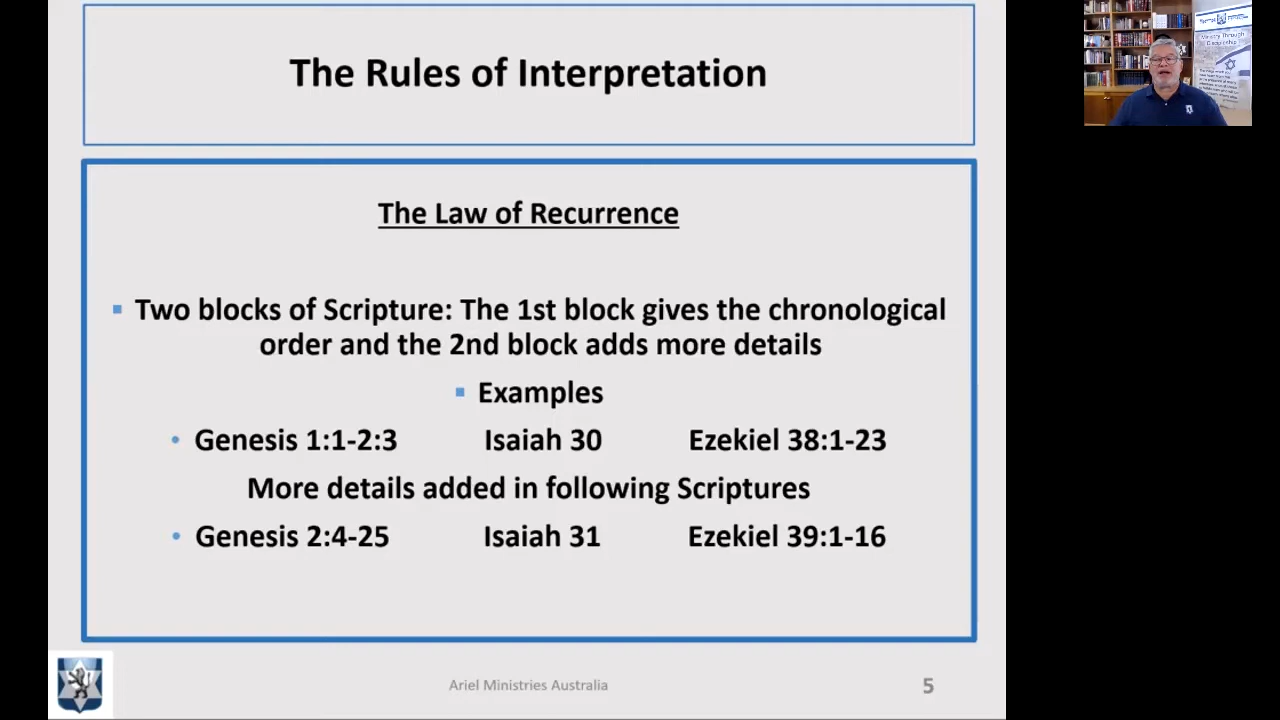 The Rules of Interpretation
The Law of Recurrence
▪ Two blocks of Scripture: The 1st block gives the chronological
order and the 2nd block adds more details
▪ Examples
• Genesis 1:1-2:3 Isaiah 30 Ezekiel 38:1-23
More details added in following Scriptures
• Genesis 2:4-25 Isaiah 31 Ezekiel 39:1-16
Ariel Ministries Australia
5
Ministry Through
Discipleship